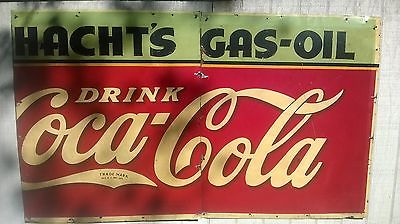 HACHT'S GAS-OIL
DRINK
Coca-Cola
TRADE-MARK